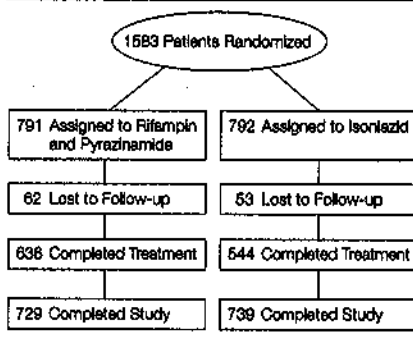 1583 Patients Randomized
791 Assigned to Rifampin
and Pyrazinamide
792 Assigned to Isoniazid
62 Lost to Follow-up
53 Lost to Follow-up
636 Completed Treatment
544 Completed Treatment
729 Completed Study
739 Completed Study